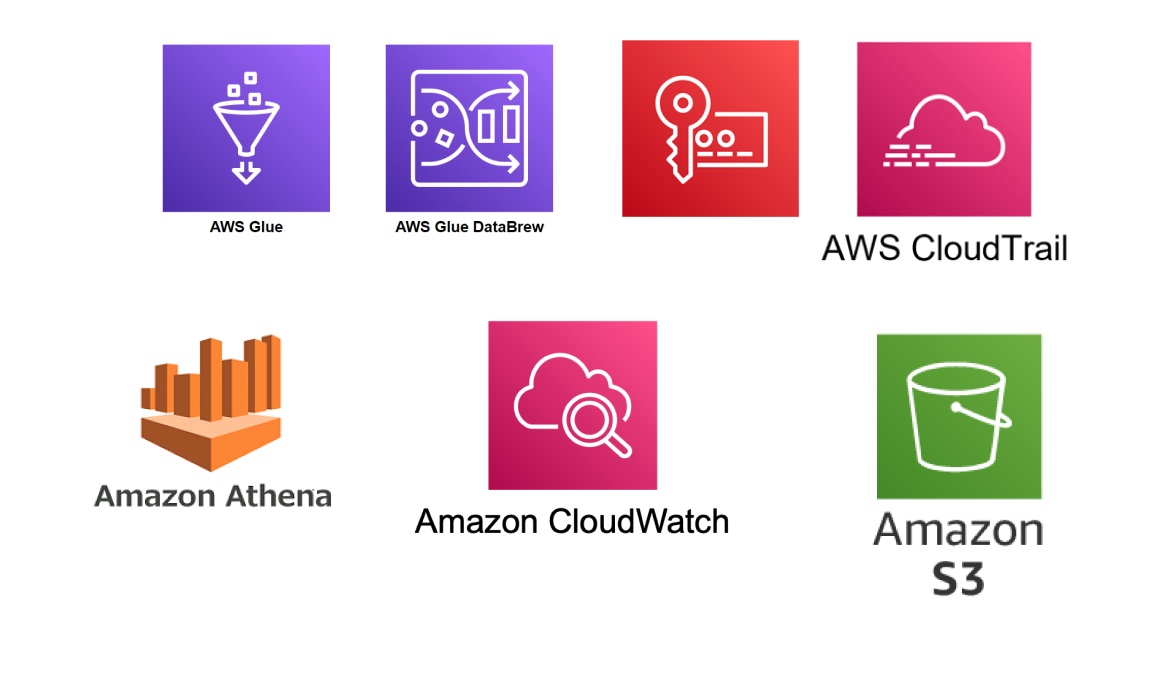 AWS Glue
AWS Glue DataBrew
AWS CloudTrail
Amazon Athena
Amazon CloudWatch
Amazon
S3